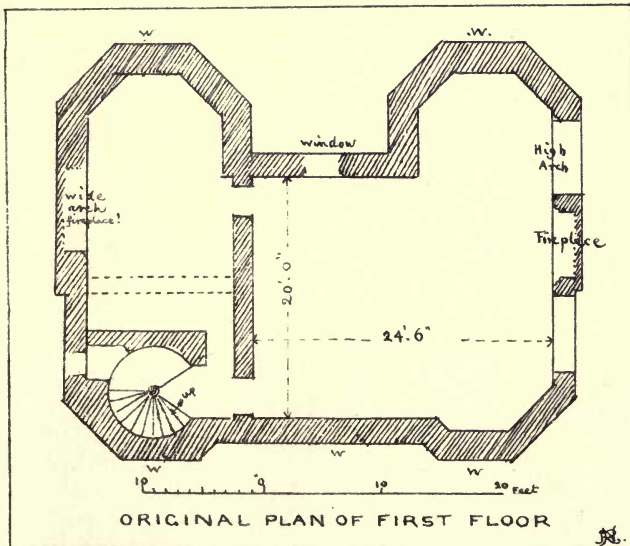 W
.W.
window
High
Arch
wide
arch
fireplace!
Fireplace
20'.0"
24'.6"
up
W
W
W
10
0
10
20 Feet
ORIGINAL PLAN OF FIRST FLOOR